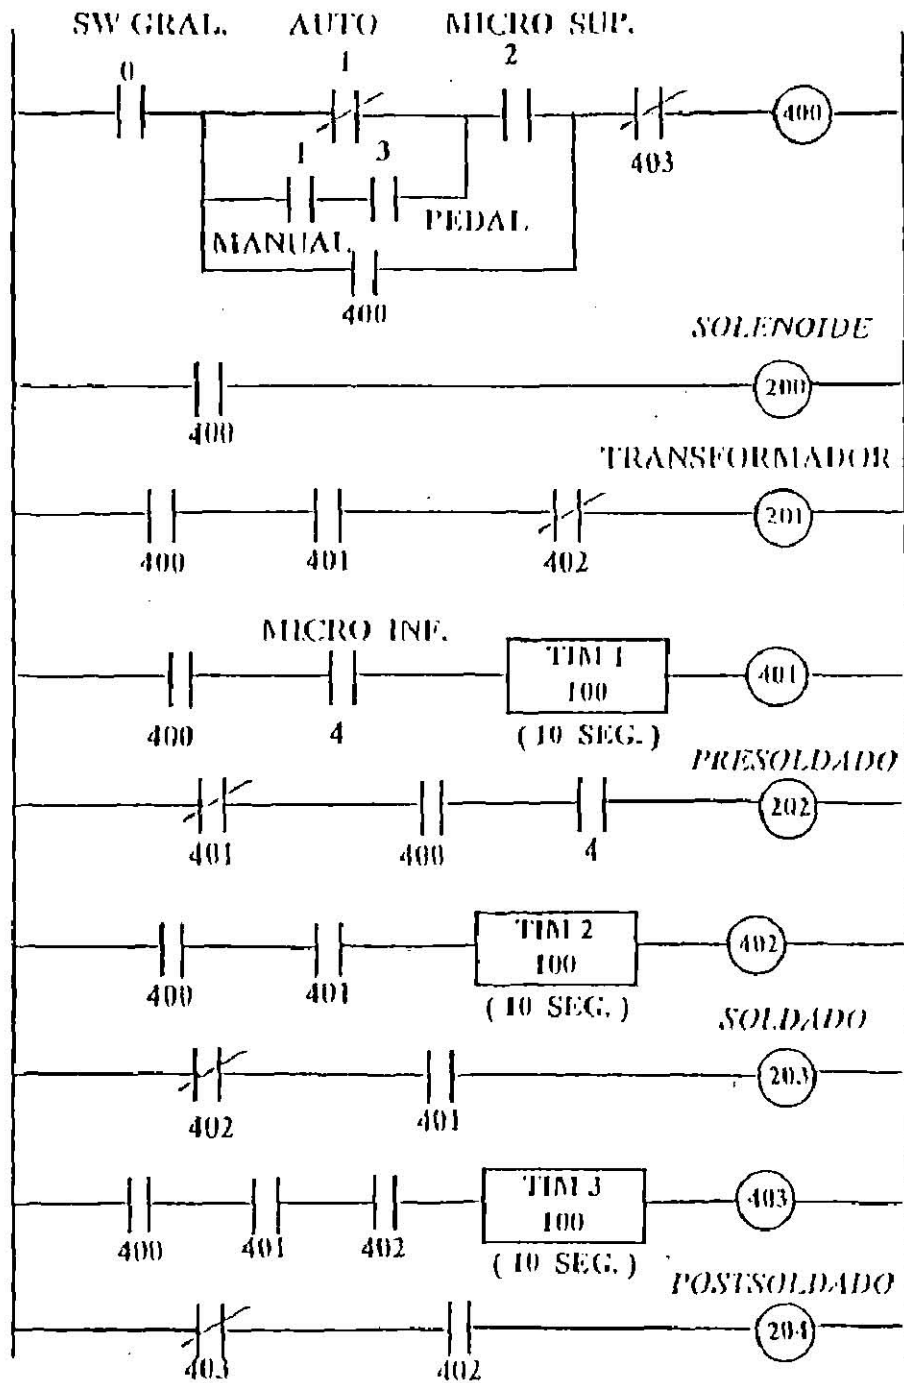 SW GRAL. AUTO MICRO SUP.
0 1 2
400
1 3 403
MANUAL PEDAL
400
SOLENOIDE
200
400
TRANSFORMADOR
201
400 401 402
MICRO INF.
TIM 1
100
401
400 4 (10 SEG.)
PRESOLDADO
202
401 400 4
TIM 2
100
402
400 401 (10 SEG.)
SOLDADO
203
402 401
TIM 3
100
403
400 401 402 (10 SEG.)
POSTSOLDADO
204
403 402